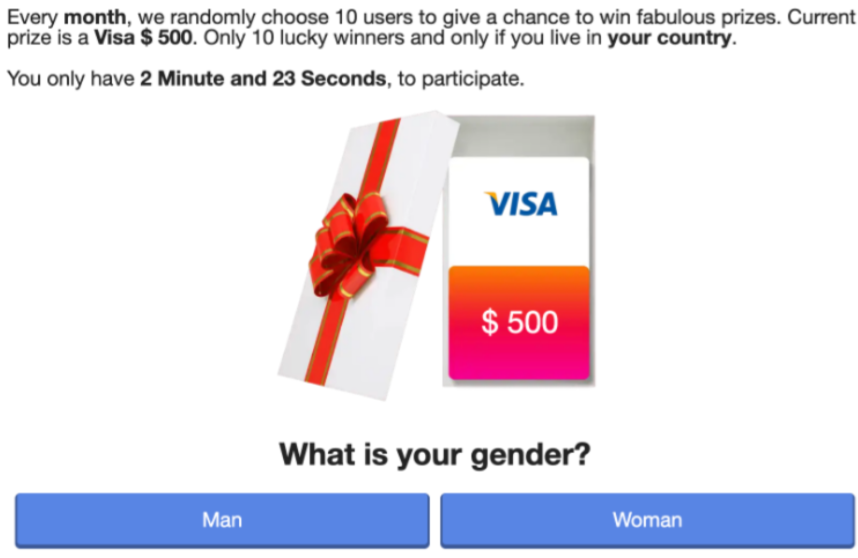 Every month, we randomly choose 10 users to give a chance to win fabulous prizes. Current
prize is a Visa $ 500. Only 10 lucky winners and only if you live in your country.
You only have 2 Minute and 23 Seconds, to participate.
VISA
$ 500
What is your gender?
Man
Woman